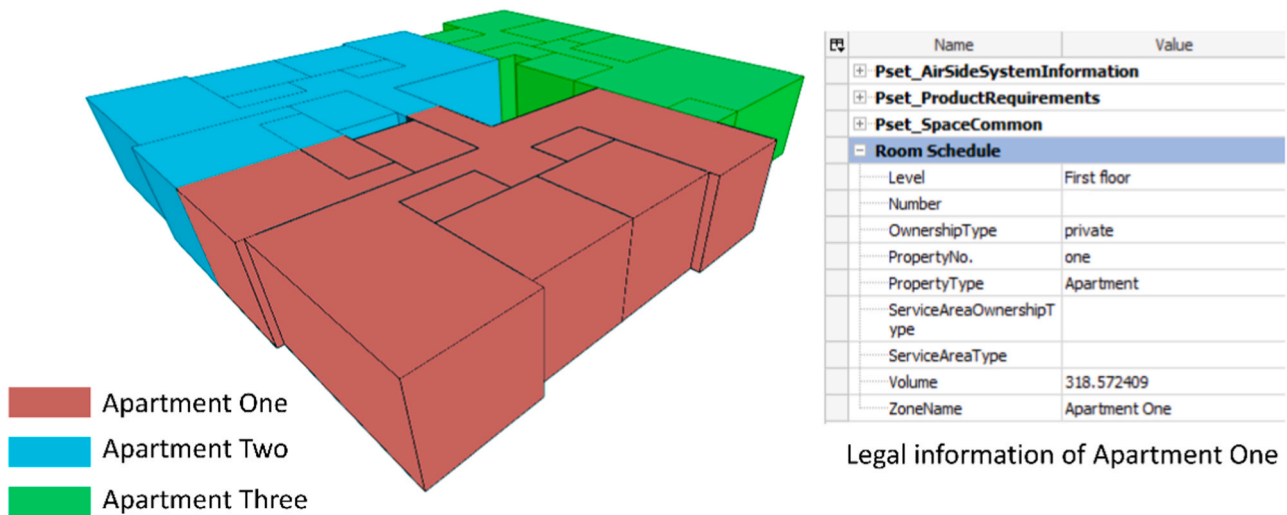 Name Value
Pset_AirSideSystemInformation
Pset_ProductRequirements
Pset_SpaceCommon
Room Schedule
Level First floor
Number
OwnershipType private
PropertyNo. one
PropertyType Apartment
ServiceAreaOwnershipT
ype
ServiceAreaType
Volume 318.572409
ZoneName Apartment One
Legal information of Apartment One
Apartment One
Apartment Two
Apartment Three